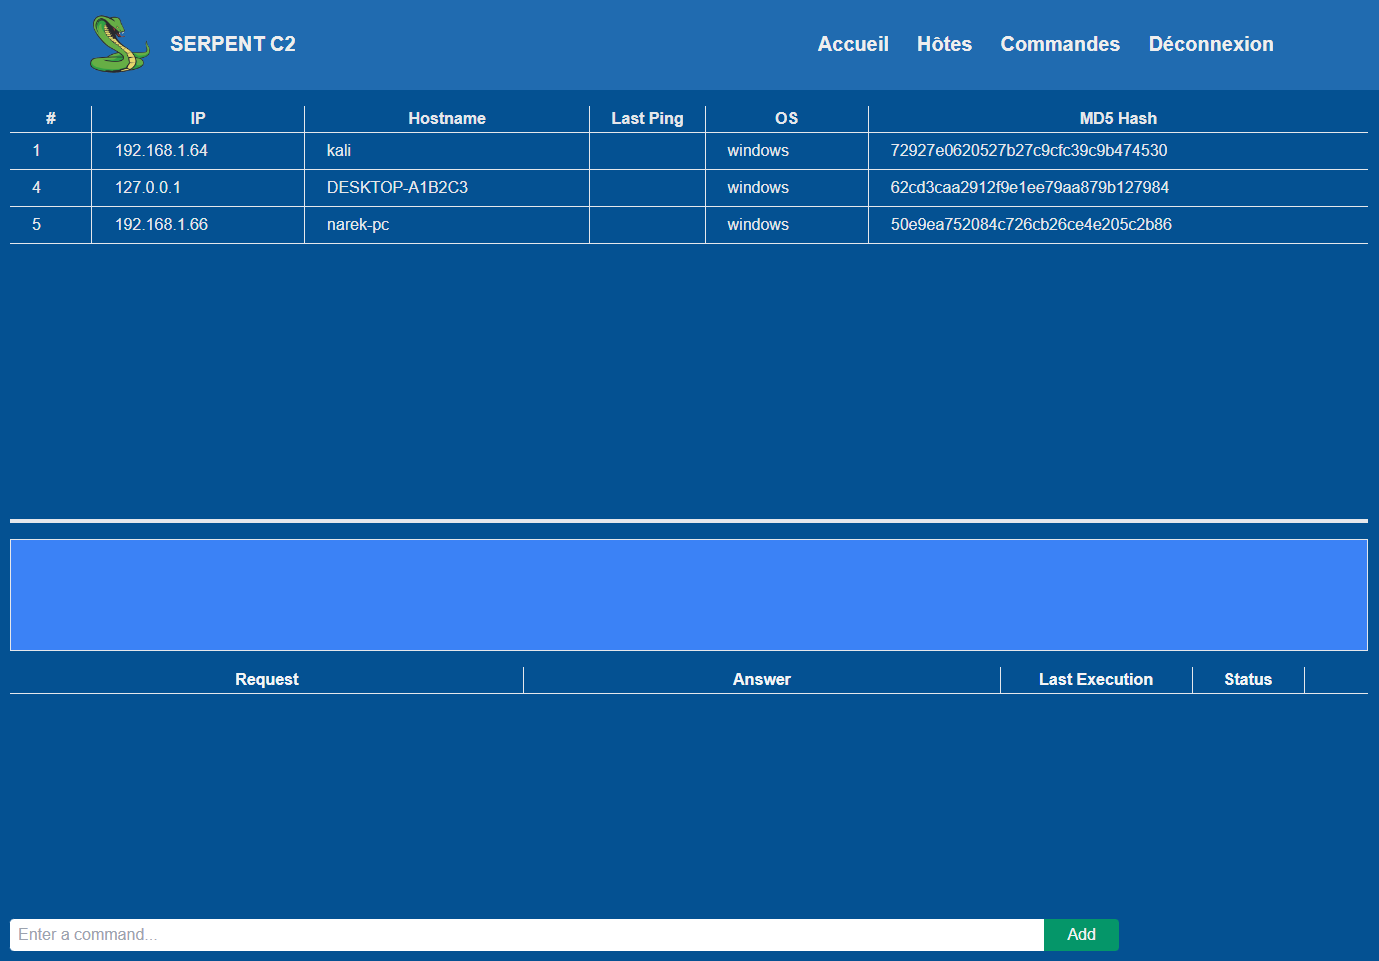 SERPENT C2 Accueil Hôtes Commandes Déconnexion
# IP Hostname Last Ping OS MD5 Hash
1 192.168.1.64 kali windows 72927e0620527b27c9cfc39c9b474530
4 127.0.0.1 DESKTOP-A1B2C3 windows 62cd3caa2912f9e1ee79aa879b127984
5 192.168.1.66 narek-pc windows 50e9ea752084c726cb26ce4e205c2b86
Request Answer Last Execution Status
Enter a command... Add